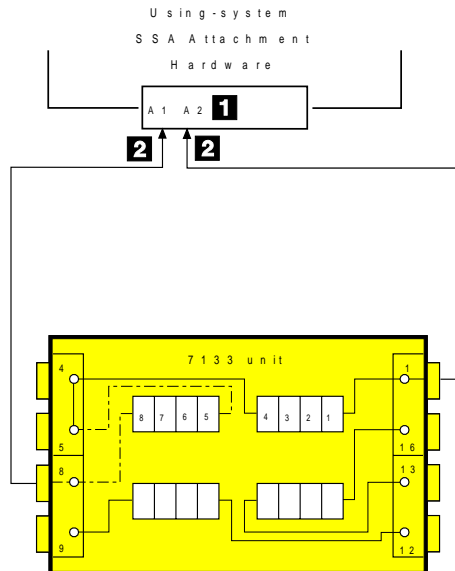 Using-system
SSA Attachment
Hardware
A1 A2 1
2 2
7133 unit
4 1
8 7 6 5 4 3 2 1
5 16
8 13
9 12